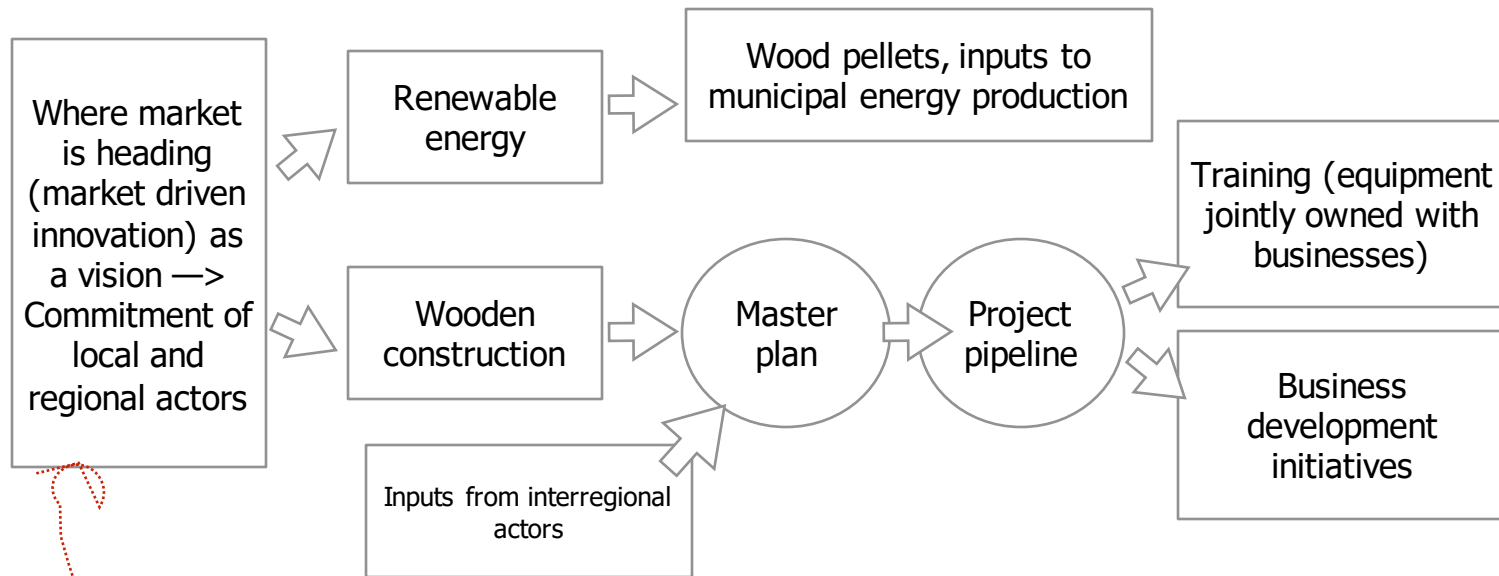 Where market
is heading
(market driven
innovation) as
a vision —>
Commitment of
local and
regional actors
Renewable
energy
Wood pellets, inputs to
municipal energy production
Wooden
construction
Inputs from interregional
actors
Master
plan
Project
pipeline
Training (equipment
jointly owned with
businesses)
Business
development
initiatives